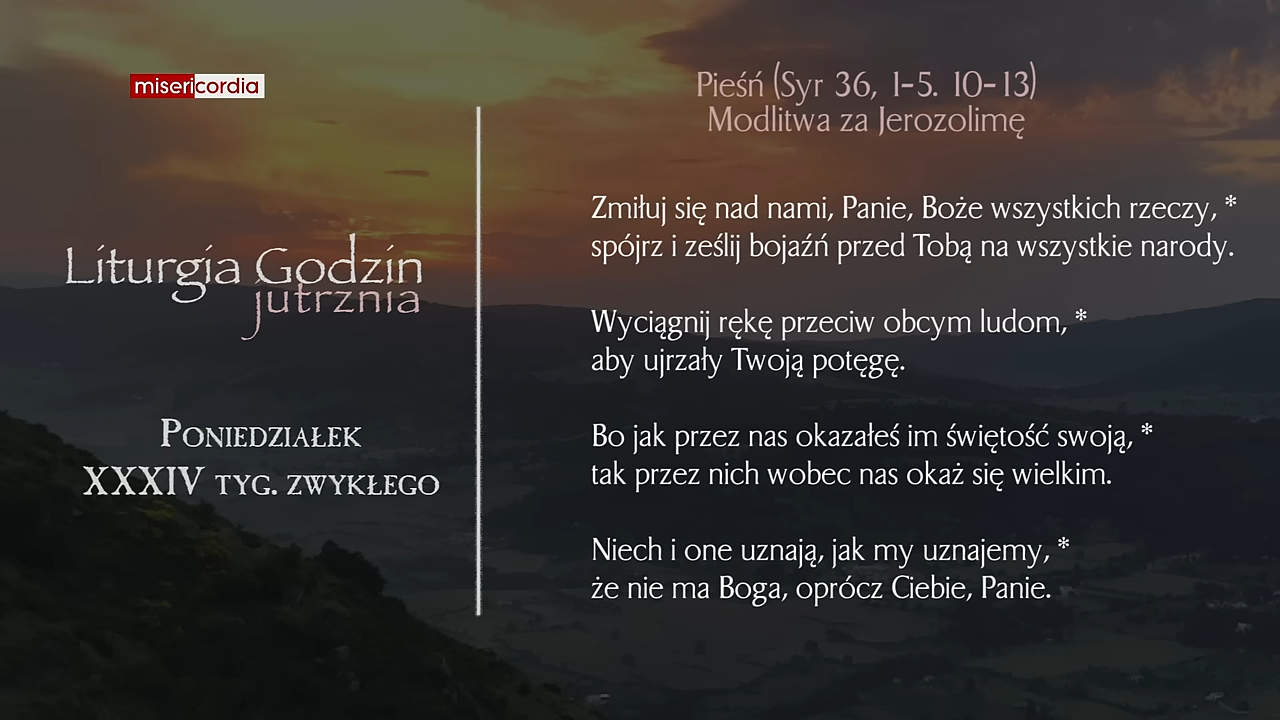 misericordia
Liturgia Godzin
jutrznia
Poniedziałek
XXXIV tyg. zwykłego
Pieśń (Syr 36, 1-5. 10-13)
Modlitwa za Jerozolimę
Zmiłuj się nad nami, Panie, Boże wszystkich rzeczy, *
spójrz i ześlij bojaźń przed Tobą na wszystkie narody.
Wyciągnij rękę przeciw obcym ludom, *
aby ujrzały Twoją potęgę.
Bo jak przez nas okazałeś im świętość swoją, *
tak przez nich wobec nas okaż się wielkim.
Niech i one uznają, jak my uznajemy, *
że nie ma Boga, oprócz Ciebie, Panie.